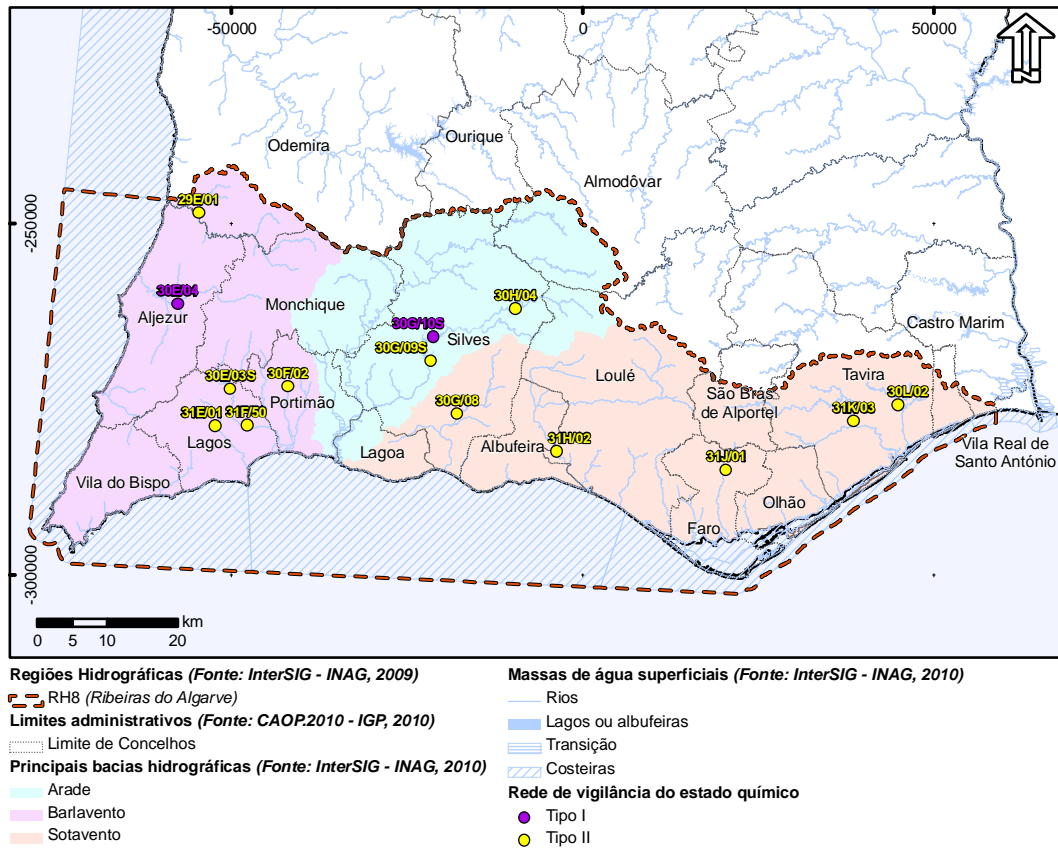 -50000
0
50000
N
Ourique
Odemira
Almodôvar
29E/01
-250000
30E/04
Monchique
30H/04
Aljezur
30G/10S
Silves
Castro Marim
30G/09S
Loulé
Tavira
30E/03S
30F/02
São Brás
de Alportel
30L/02
Portimão
30G/08
31K/03
31E/01
31F/50
Lagos
Albufeira
31H/02
Lagoa
Vila Real de
Santo António
31J/01
Vila do Bispo
Olhão
Faro
-300000
km
0 5 10 20
Regiões Hidrográficas (Fonte: InterSIG - INAG, 2009)
RH8 (Ribeiras do Algarve)
Limites administrativos (Fonte: CAOP.2010 - IGP, 2010)
Limite de Concelhos
Principais bacias hidrográficas (Fonte: InterSIG - INAG, 2010)
Arade
Barlavento
Sotavento
Massas de água superficiais (Fonte: InterSIG - INAG, 2010)
Rios
Lagos ou albufeiras
Transição
Costeiras
Rede de vigilância do estado químico
Tipo I
Tipo II